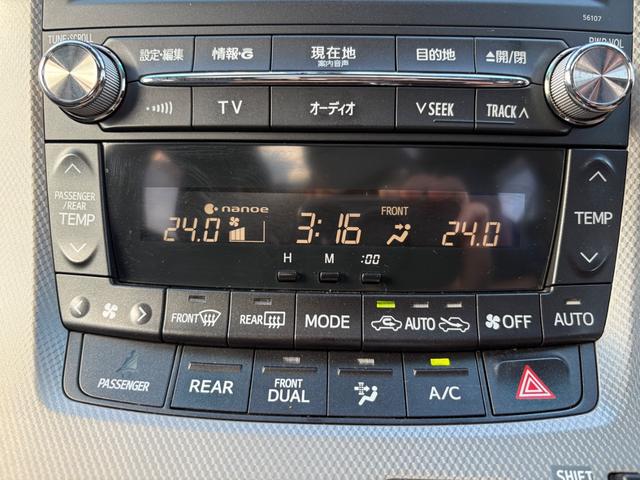 56107
TUNE•SCROLL
PWR•VOL
設定・編集 情報・G 現在地 案内音声 目的地 ▲開/閉
TV オーディオ ∨SEEK TRACK∧
PASSENGER /REAR TEMP
nanoe
24.0 3:16 FRONT 24.0
TEMP
H M :00
FRONT REAR MODE AUTO OFF AUTO
PASSENGER REAR FRONT DUAL A/C
SHIFT